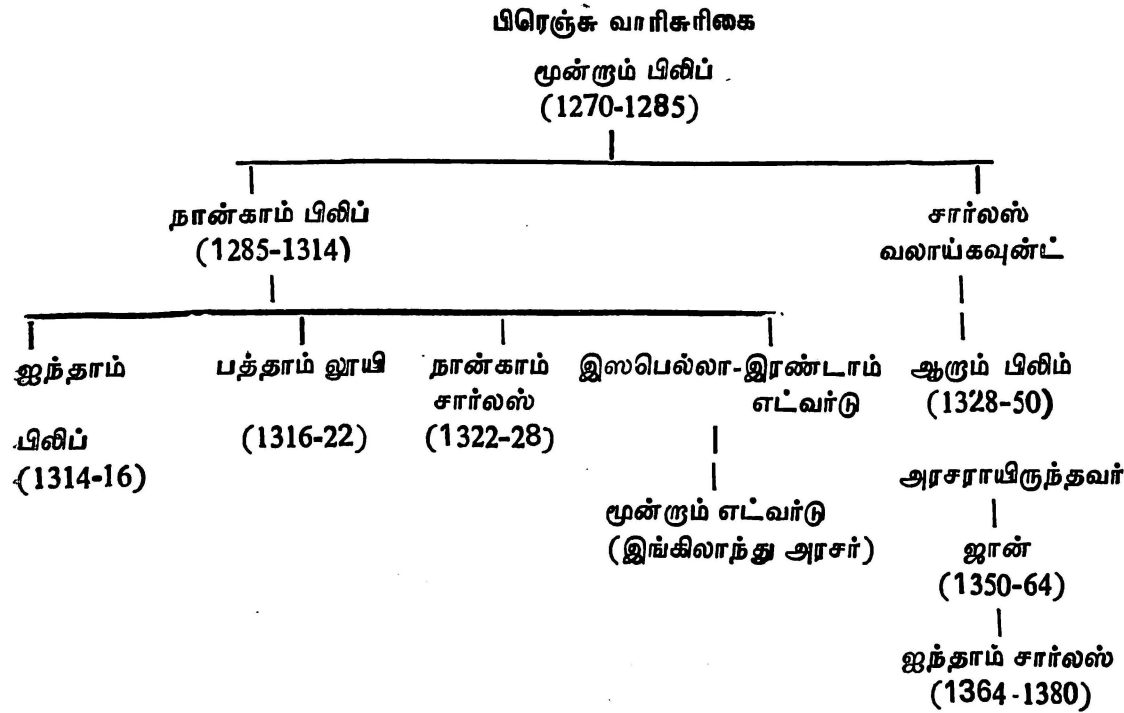 பிரெஞ்சு வாரிசுரிகை
மூன்றாம் பிலிப்
(1270-1285)
நான்காம் பிலிப்
(1285-1314)
சார்லஸ்
வலாய்கவுன்ட்
ஐந்தாம்
பிலிப்
(1314-16)
பத்தாம் லூயி
(1316-22)
நான்காம்
சார்லஸ்
(1322-28)
இஸபெல்லா-இரண்டாம்
எட்வர்டு
மூன்றாம் எட்வர்டு
(இங்கிலாந்து அரசர்)
ஆறாம் பிலிம்
(1328-50)
அரசராயிருந்தவர்
ஜான்
(1350-64)
ஐந்தாம் சார்லஸ்
(1364-1380)